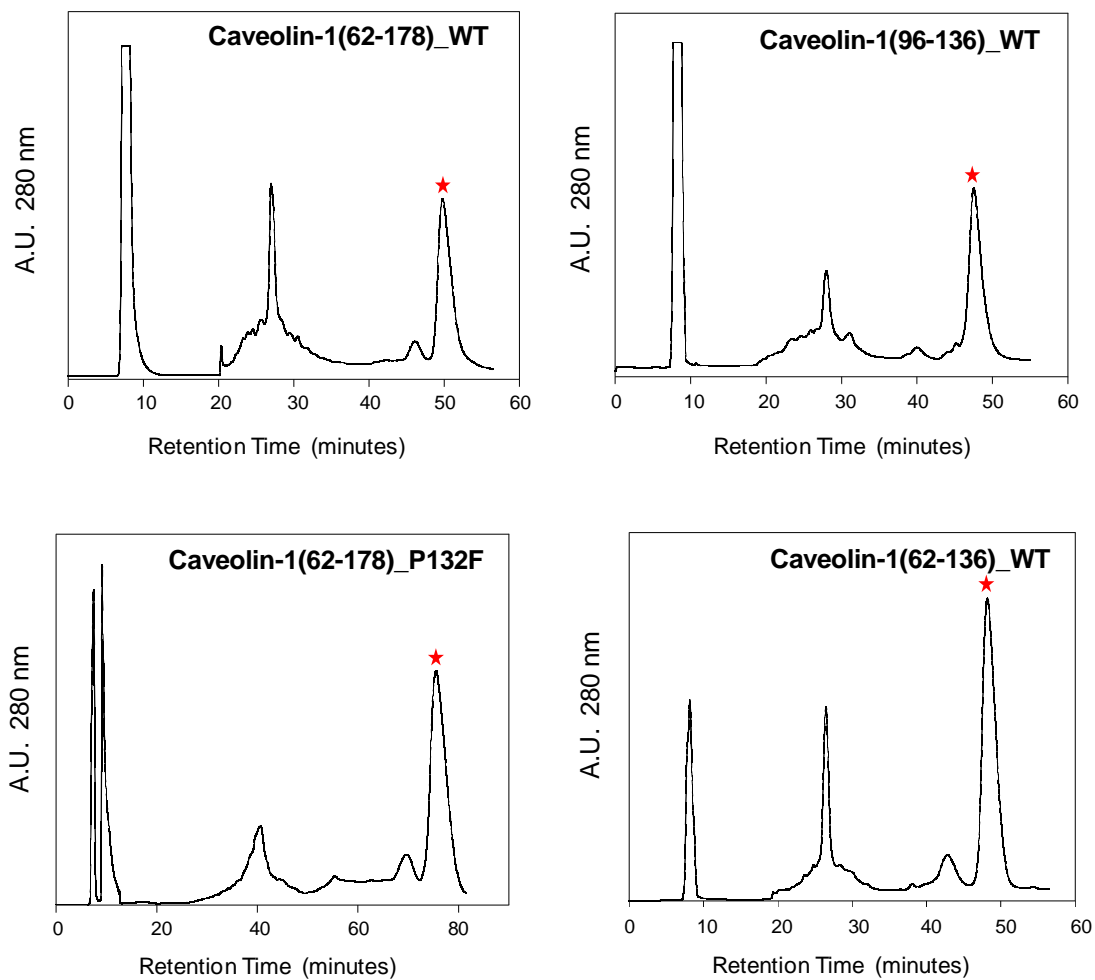 Caveolin-1(62-178)_WT
A.U. 280 nm
0 10 20 30 40 50 60
Retention Time (minutes)
Caveolin-1(96-136)_WT
A.U. 280 nm
0 10 20 30 40 50 60
Retention Time (minutes)
Caveolin-1(62-178)_P132F
A.U. 280 nm
0 20 40 60 80
Retention Time (minutes)
Caveolin-1(62-136)_WT
A.U. 280 nm
0 10 20 30 40 50 60
Retention Time (minutes)